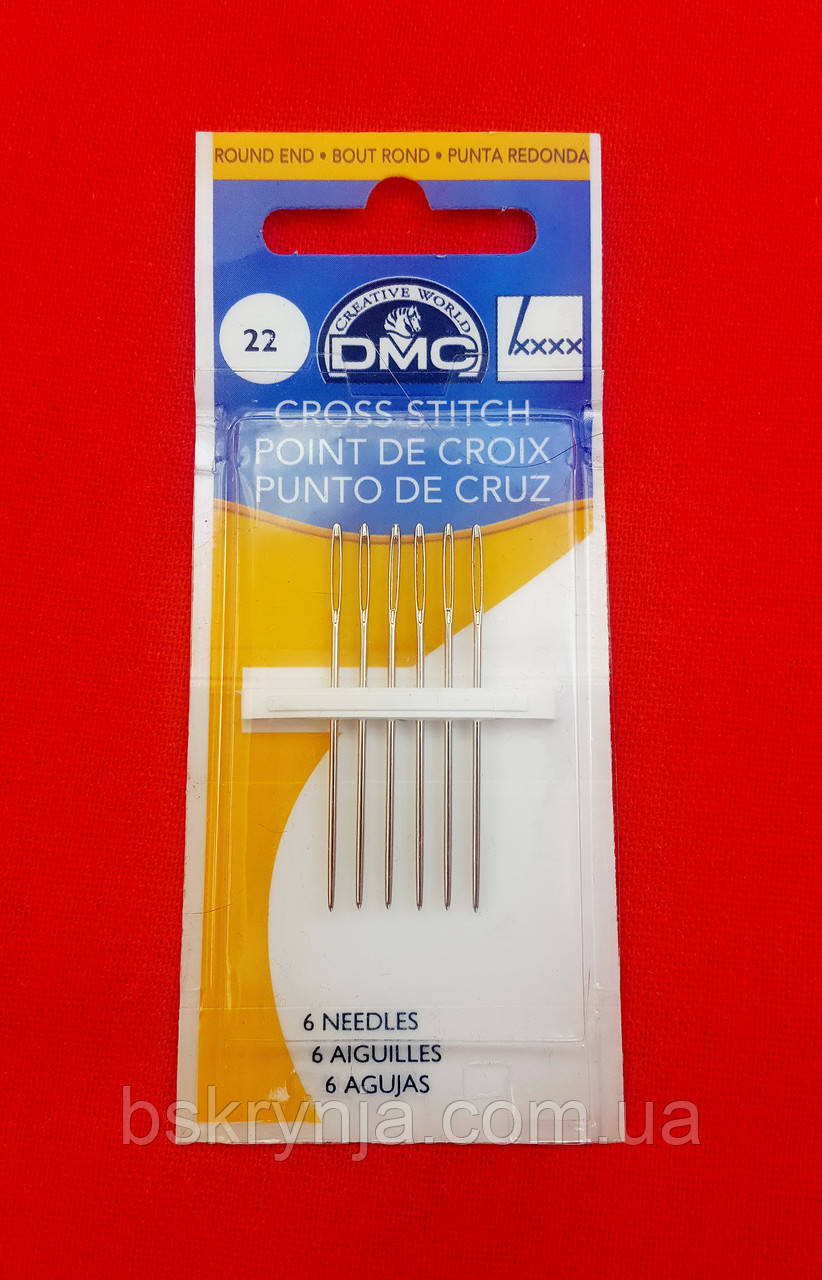 ROUND END • BOUT ROND • PUNTA REDONDA
22
CREATIVE WORLD
DMC
xxxx
CROSS STITCH
POINT DE CROIX
PUNTO DE CRUZ
6 NEEDLES
6 AIGUILLES
6 AGUJAS
bskrynja.com.ua